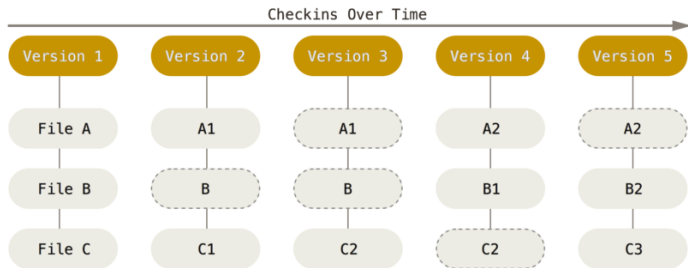 Checkins Over Time
Version 1 Version 2 Version 3 Version 4 Version 5
File A A1 A1 A2 A2
File B B B B1 B2
File C C1 C2 C2 C3